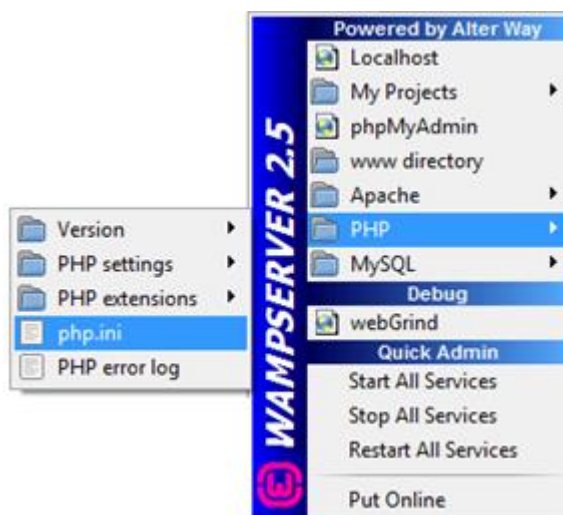 Powered by Alter Way
Localhost
My Projects
phpMyAdmin
www directory
Apache
PHP
MySQL
Debug
webGrind
Quick Admin
Start All Services
Stop All Services
Restart All Services
Put Online
WAMPSERVER 2.5
Version
PHP settings
PHP extensions
php.ini
PHP error log